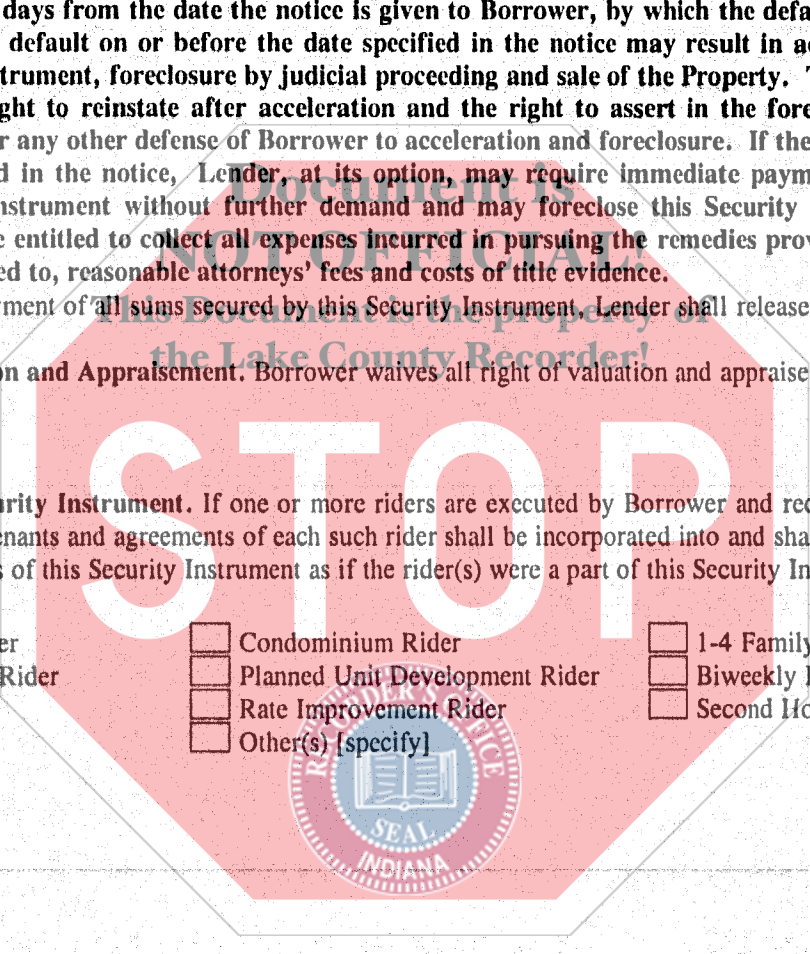 days from the date the notice is given to Borrower, by which the defa
default on or before the date specified in the notice may result in a
trument, foreclosure by judicial proceeding and sale of the Property.
ght to reinstate after acceleration and the right to assert in the fore
r any other defense of Borrower to acceleration and foreclosure. If the
d in the notice, Lender, at its option, may require immediate paym
nstrument without further demand and may foreclose this Security
e entitled to collect all expenses incurred in pursuing the remedies prov
ed to, reasonable attorneys' fees and costs of title evidence.
yment of all sums secured by this Security Instrument, Lender shall release
on and Appraisement. Borrower waives all right of valuation and appraise
Document is
NOT OFFICIAL!
This Document is the property of
the Lake County Recorder!
STOP
urity Instrument. If one or more riders are executed by Borrower and rec
enants and agreements of each such rider shall be incorporated into and sha
s of this Security Instrument as if the rider(s) were a part of this Security In
er Condominium Rider 1-4 Family
Rider Planned Unit Development Rider Biweekly
Rate Improvement Rider Second Ho
Other(s) [specify]
RECORDER'S OFFICE
SEAL
INDIANA